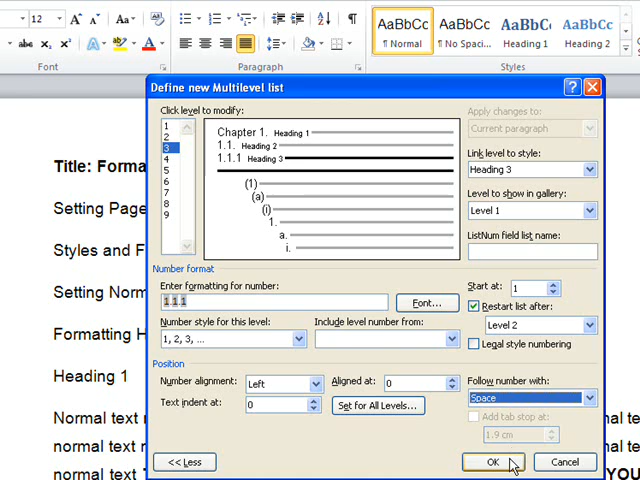 12
A A Aa
AaBbCc AaBbCc AaBbCc AaBbCc
¶ Normal ¶ No Spaci... Heading 1 Heading 2
Font Paragraph Styles
Define new Multilevel list
Click level to modify:
1
2
3
4
5
6
7
8
9
Chapter 1. Heading 1
1.1. Heading 2
1.1.1 Heading 3
(1)
(a)
(i)
1.
a.
i.
Apply changes to:
Current paragraph
Link level to style:
Heading 3
Level to show in gallery:
Level 1
ListNum field list name:
Number format
Enter formatting for number:
1.1.1
Font...
Start at: 1
Restart list after:
Level 2
Legal style numbering
Number style for this level:
1, 2, 3, ...
Include level number from:
Position
Number alignment: Left
Aligned at: 0
Text indent at: 0
Set for All Levels...
Follow number with:
Space
Add tab stop at:
1.9 cm
<< Less
OK
Cancel
Title: Forma
Setting Page
Styles and F
Setting Norm
Formatting H
Heading 1
Normal text
normal text
normal text